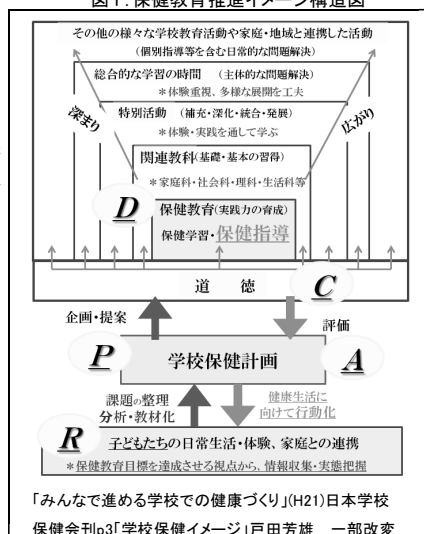 図1.保健教育推進イメージ構造図
その他の様々な学校教育活動や家庭・地域と連携した活動
(個別指導等を含む日常的な問題解決)
総合的な学習の時間 (主体的な問題解決)
*体験重視、多様な展開を工夫
特別活動 (補充・深化・統合・発展)
*体験・実践を通して学ぶ
深まり
広がり
関連教科(基礎・基本の習得)
*家庭科・社会科・理科・生活科等
D
保健教育(実践力の育成)
保健学習・保健指導
道 徳
C
企画・提案
評価
P
学校保健計画
A
課題の整理
分析・教材化
健康生活に
向けて行動化
R
子どもたちの日常生活・体験、家庭との連携
*保健教育目標を達成させる視点から、情報収集・実態把握
「みんなで進める学校での健康づくり」(H21)日本学校
保健会刊p3「学校保健イメージ」戸田芳雄 一部改変